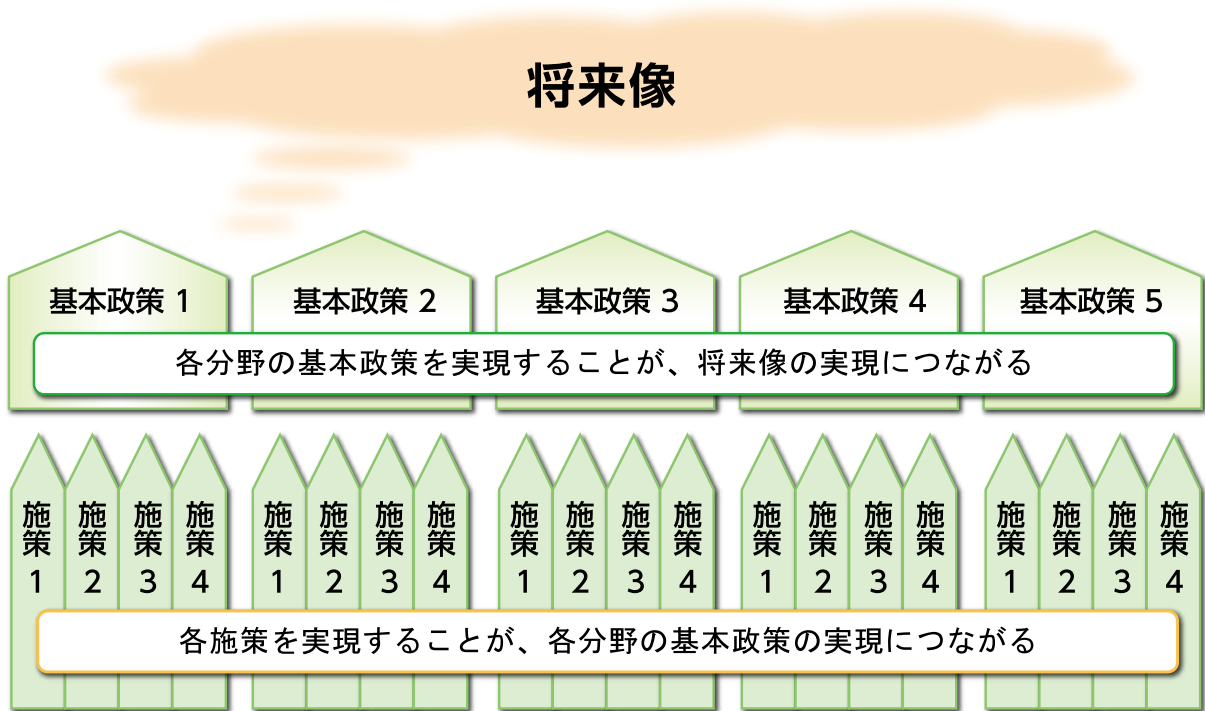 将来像
基本政策 1
基本政策 2
基本政策 3
基本政策 4
基本政策 5
各分野の基本政策を実現することが、将来像の実現につながる
施策1
施策2
施策3
施策4
施策1
施策2
施策3
施策4
施策1
施策2
施策3
施策4
施策1
施策2
施策3
施策4
施策1
施策2
施策3
施策4
各施策を実現することが、各分野の基本政策の実現につながる